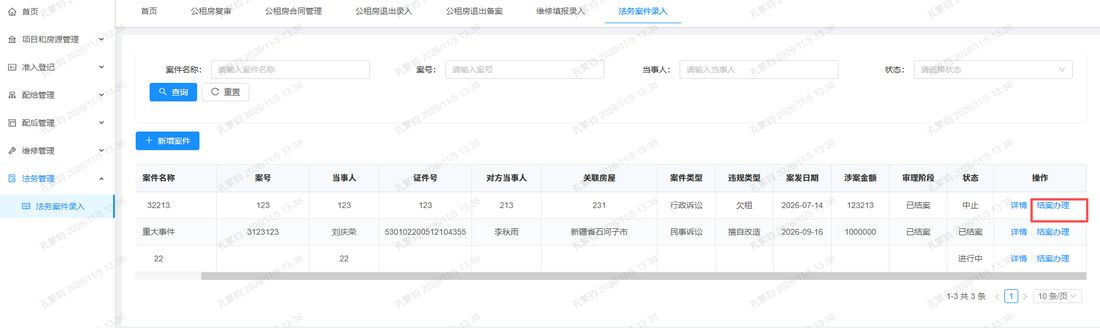 首页
项目和房源管理
准入登记
配给管理
配后管理
维修管理
法务管理
法务案件录入
首页 公租房复审 公租房合同管理 公租房退出录入 公租房退出备案 维修填报录入 法务案件录入
案件名称: 请输入案件名称 案号: 请输入案号 当事人: 请输入当事人 状态: 请选择状态
查询 重置
新增案件
案件名称 案号 当事人 证件号 对方当事人 关联房屋 案件类型 违规类型 案发日期 涉案金额 审理阶段 状态 操作
32213 123 123 123 213 231 行政诉讼 欠租 2026-07-14 123213 已结案 中止 详情 结案办理
重大事件 3123123 刘庆荣 530102200512104355 李秋雨 新疆省石河子市 民事诉讼 擅自改造 2026-09-16 1000000 已结案 已结案 详情 结案办理
22 22 进行中 详情 结案办理
1-3 共 3 条 1 10 条/页
孔繁钧 2026/11/5 13:38